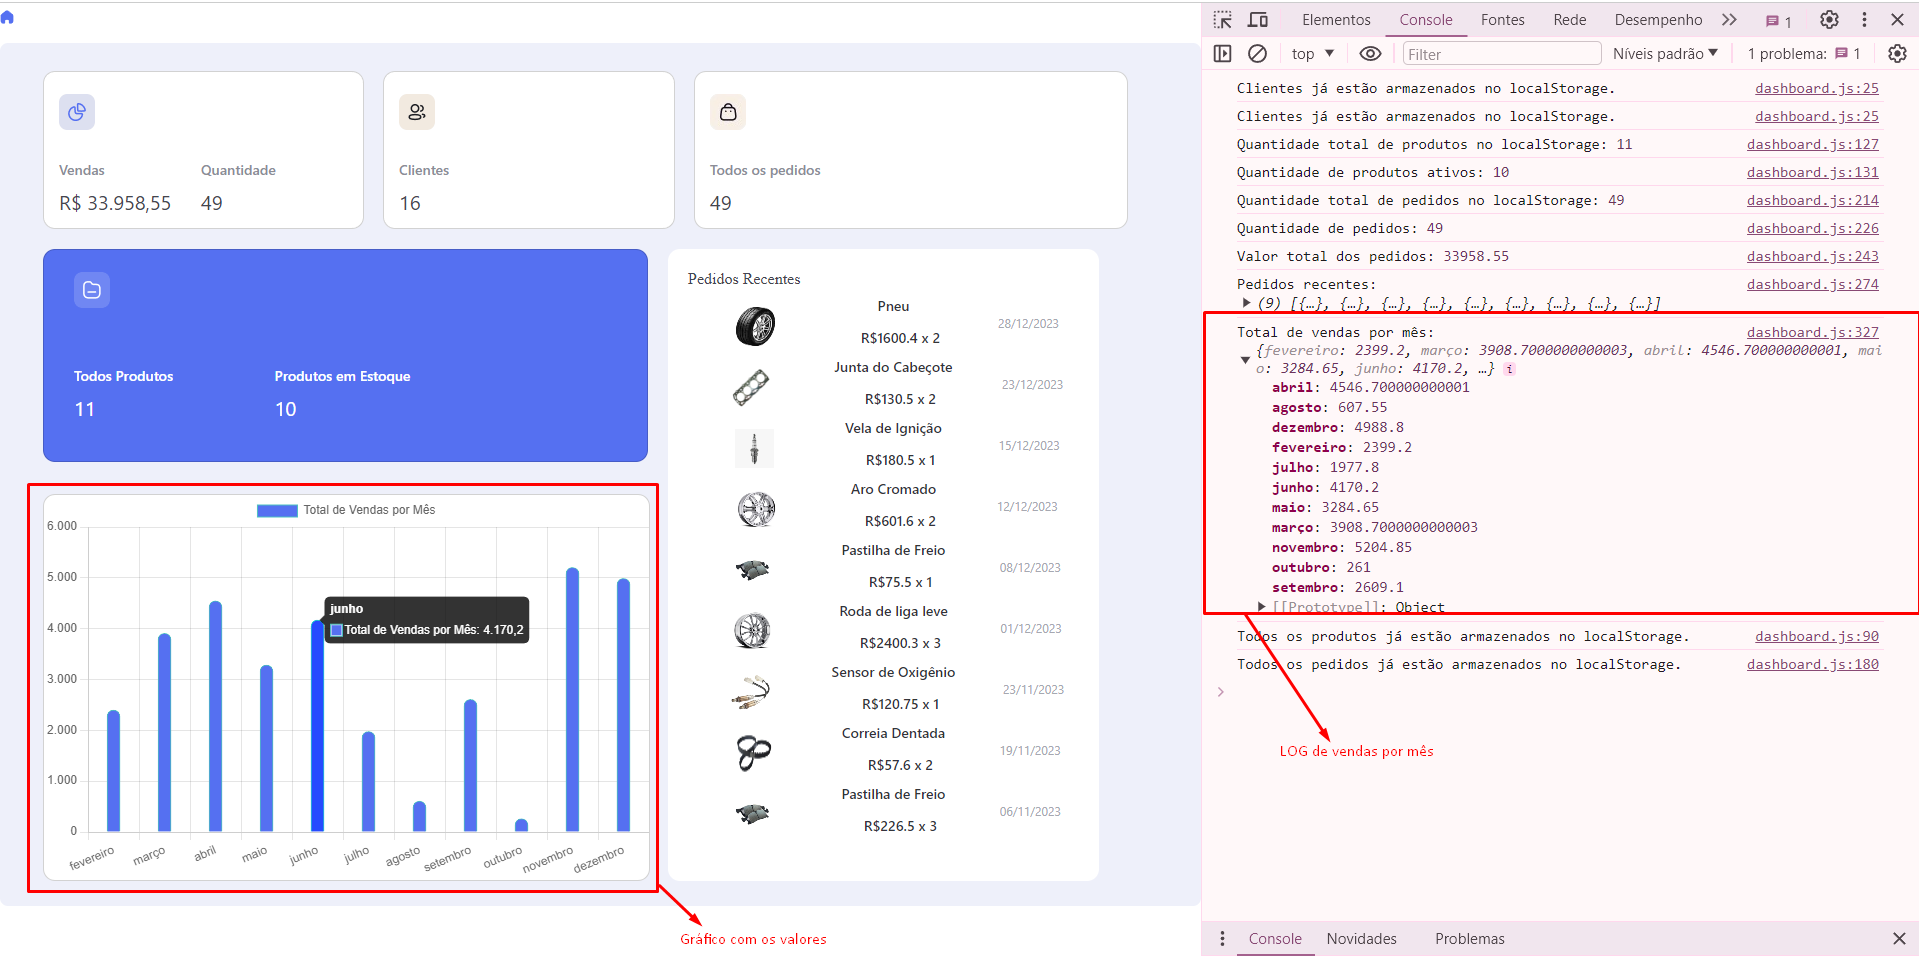 Vendas Quantidade
R$ 33.958,55 49
Clientes
16
Todos os pedidos
49
Todos Produtos Produtos em Estoque
11 10
Total de Vendas por Mês
6.000
5.000
4.000
3.000
2.000
1.000
0
junho
Total de Vendas por Mês: 4.170,2
fevereiro março abril maio junho julho agosto setembro outubro novembro dezembro
Gráfico com os valores
Pedidos Recentes
Pneu
R$1600.4 x 2
28/12/2023
Junta do Cabeçote
R$130.5 x 2
23/12/2023
Vela de Ignição
R$180.5 x 1
15/12/2023
Aro Cromado
R$601.6 x 2
12/12/2023
Pastilha de Freio
R$75.5 x 1
08/12/2023
Roda de liga leve
R$2400.3 x 3
01/12/2023
Sensor de Oxigênio
R$120.75 x 1
23/11/2023
Correia Dentada
R$57.6 x 2
19/11/2023
Pastilha de Freio
R$226.5 x 3
06/11/2023
Elementos Console Fontes Rede Desempenho 1
top Filter Níveis padrão 1 problema: 1
Clientes já estão armazenados no localStorage. dashboard.js:25
Clientes já estão armazenados no localStorage. dashboard.js:25
Quantidade total de produtos no localStorage: 11 dashboard.js:127
Quantidade de produtos ativos: 10 dashboard.js:131
Quantidade total de pedidos no localStorage: 49 dashboard.js:214
Quantidade de pedidos: 49 dashboard.js:226
Valor total dos pedidos: 33958.55 dashboard.js:243
Pedidos recentes: dashboard.js:274
(9) [{…}, {…}, {…}, {…}, {…}, {…}, {…}, {…}, {…}]
Total de vendas por mês: dashboard.js:327
{fevereiro: 2399.2, março: 3908.7000000000003, abril: 4546.700000000001, mai
o: 3284.65, junho: 4170.2, …} i
abril: 4546.700000000001
agosto: 607.55
dezembro: 4988.8
fevereiro: 2399.2
julho: 1977.8
junho: 4170.2
maio: 3284.65
março: 3908.7000000000003
novembro: 5204.85
outubro: 261
setembro: 2609.1
[[Prototype]]: Object
Todos os produtos já estão armazenados no localStorage. dashboard.js:90
Todos os pedidos já estão armazenados no localStorage. dashboard.js:180
LOG de vendas por mês
Console Novidades Problemas